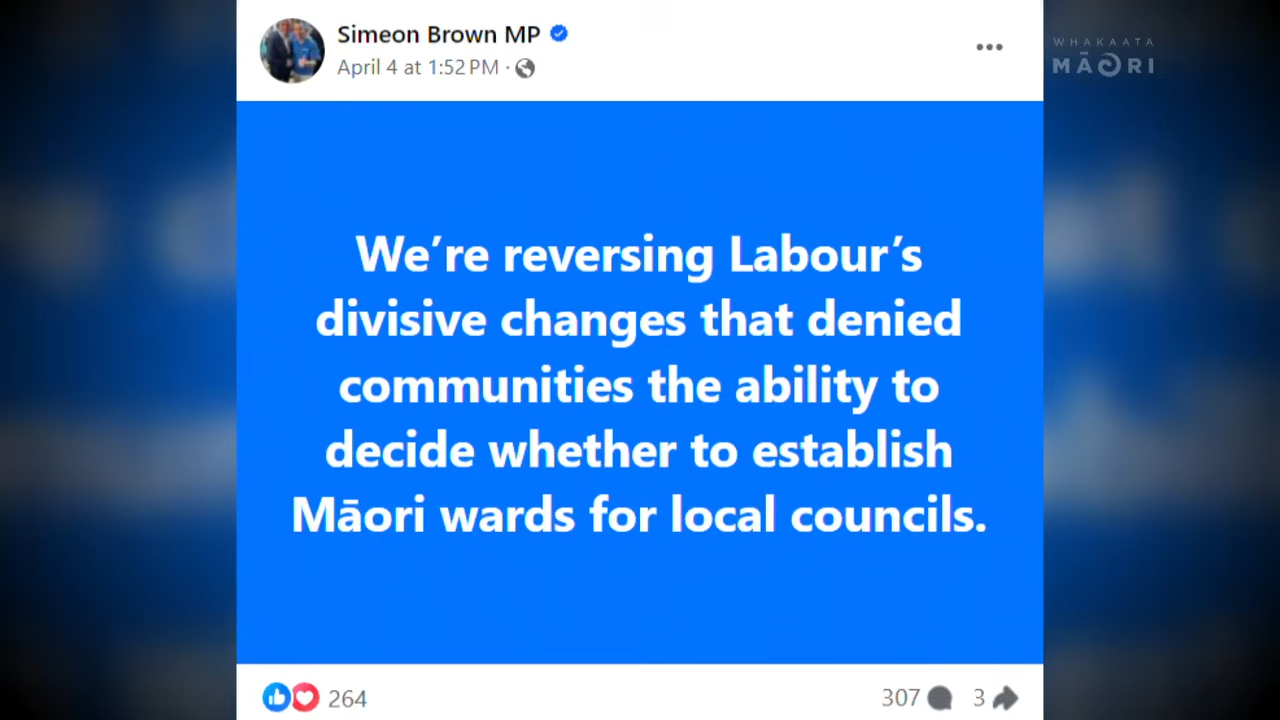 Simeon Brown MP
April 4 at 1:52 PM ·
WHAKAATA
MĀORI
We’re reversing Labour’s
divisive changes that denied
communities the ability to
decide whether to establish
Māori wards for local councils.
264
307
3